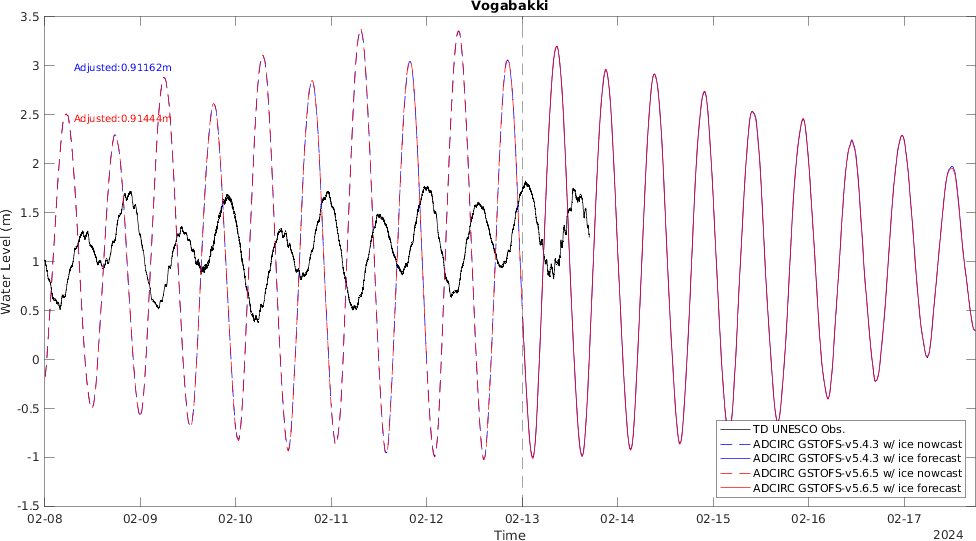 Vogabakki
3.5
3
2.5
2
1.5
1
0.5
0
-0.5
-1
-1.5
Water Level (m)
Adjusted:0.91162m
Adjusted:0.91444m
TD UNESCO Obs.
ADCIRC GSTOFS-v5.4.3 w/ ice nowcast
ADCIRC GSTOFS-v5.4.3 w/ ice forecast
ADCIRC GSTOFS-v5.6.5 w/ ice nowcast
ADCIRC GSTOFS-v5.6.5 w/ ice forecast
02-08 02-09 02-10 02-11 02-12 02-13 02-14 02-15 02-16 02-17
Time
2024